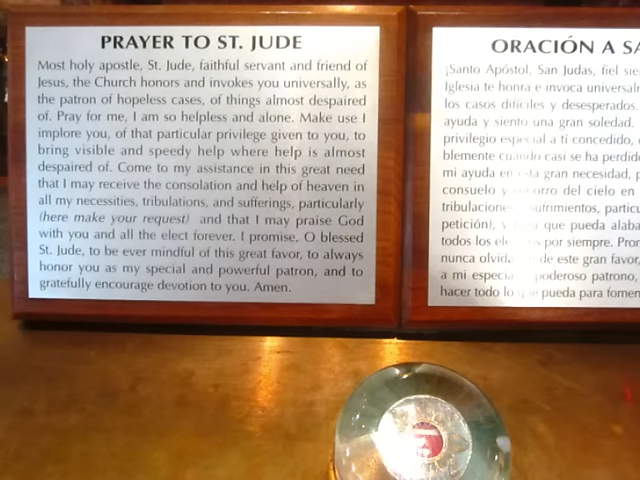 PRAYER TO ST. JUDE
Most holy apostle, St. Jude, faithful servant and friend of
Jesus, the Church honors and invokes you universally, as
the patron of hopeless cases, of things almost despaired
of. Pray for me, I am so helpless and alone. Make use I
implore you, of that particular privilege given to you, to
bring visible and speedy help where help is almost
despaired of. Come to my assistance in this great need
that I may receive the consolation and help of heaven in
all my necessities, tribulations, and sufferings, particularly
(here make your request) and that I may praise God
with you and all the elect forever. I promise, O blessed
St. Jude, to be ever mindful of this great favor, to always
honor you as my special and powerful patron, and to
gratefully encourage devotion to you. Amen.
ORACIÓN A SA
¡Santo Apóstol, San Judas, fiel sie
Iglesia te honra e invoca universalr
los casos difíciles y desesperados.
ayuda y siento una gran soledad.
privilegio especial a ti concedido,
blemente cuando casi se ha perdid
mi ayuda en esta gran necesidad, p
consuelo y socorro del cielo en
tribulaciones sufrimientos, particu
petición), y que pueda alaba
todos los por siempre. Pror
nunca olvida de este gran favor,
a mi especia poderoso patrono,
hacer todo lo que pueda para fomen